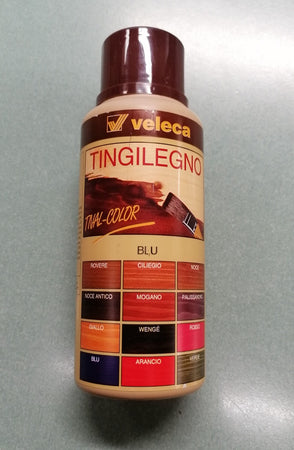 veleca
TINGILEGNO
TIVAL-COLOR
BLU
ROVERE CILIEGIO NOCE
NOCE ANTICO MOGANO PALISSANDRO
GIALLO WENGÈ ROSSO
BLU ARANCIO VERDE